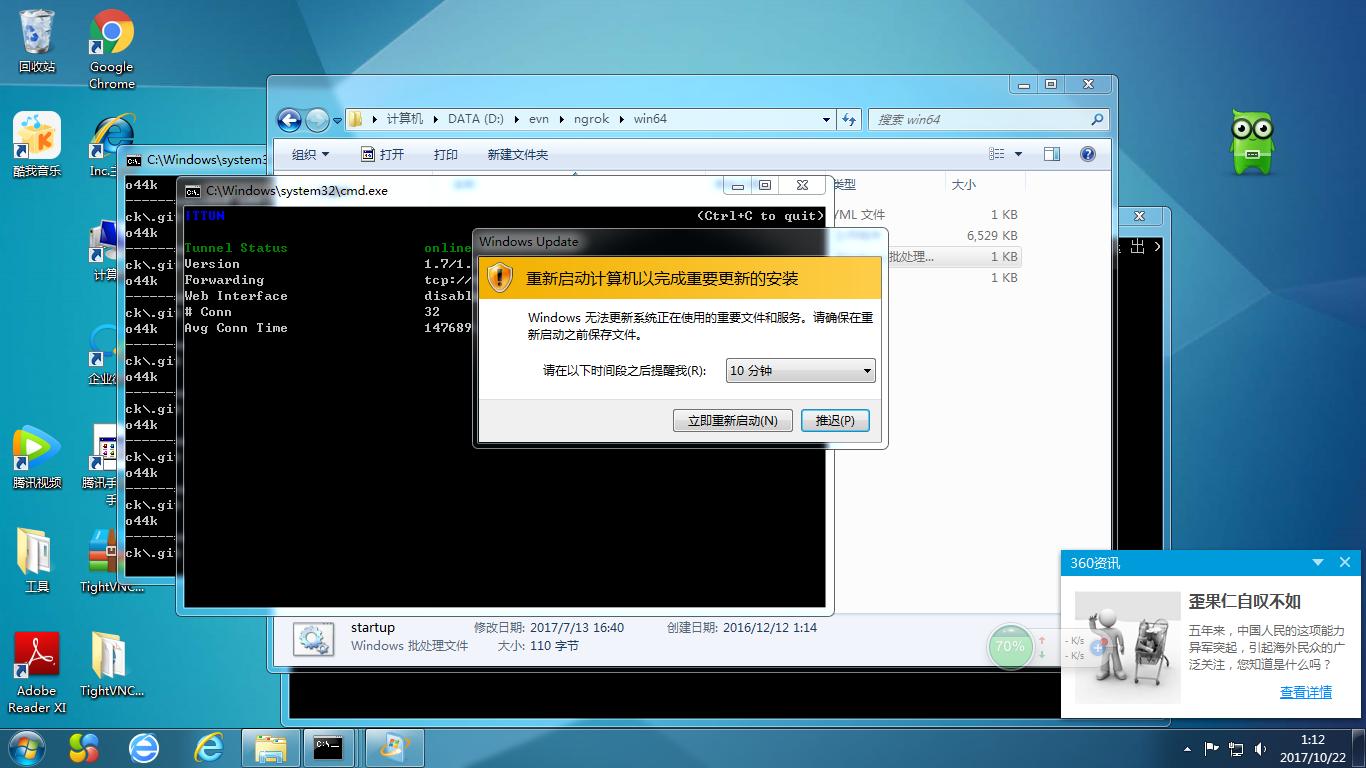 回收站
Google
Chrome
酷我音乐
腾讯视频
工具
TightVNC...
Adobe
Reader XI
TightVNC...
计算机
DATA (D:)
evn
ngrok
win64
搜索 win64
组织
打开
打印
新建文件夹
类型
大小
1 KB
6,529 KB
批处理...
1 KB
1 KB
C:\Windows\system3
o44k
ck\.gi
o44k
ck\.gi
o44k
ck\.gi
o44k
ck\.gi
o44k
ck\.gi
o44k
ck\.gi
o44k
ck\.gi
o44k
ck\.gi
C:\Windows\system32\cmd.exe
ITTUN
(Ctrl+C to quit)
Tunnel Status online
Version 1.7/1.
Forwarding tcp://
Web Interface disabl
# Conn 32
Avg Conn Time 147689
出 >
Windows Update
重新启动计算机以完成重要更新的安装
Windows 无法更新系统正在使用的重要文件和服务。请确保在重
新启动之前保存文件。
请在以下时间段之后提醒我(R):
10 分钟
立即重新启动(N)
推迟(P)
startup
修改日期: 2017/7/13 16:40
创建日期: 2016/12/12 1:14
Windows 批处理文件
大小: 110 字节
70%
- K/s
- K/s
360资讯
歪果仁自叹不如
五年来，中国人民的这项能力
异军突起，引起海外民众的广
泛关注，您知道是什么吗？
查看详情
1:12
2017/10/22